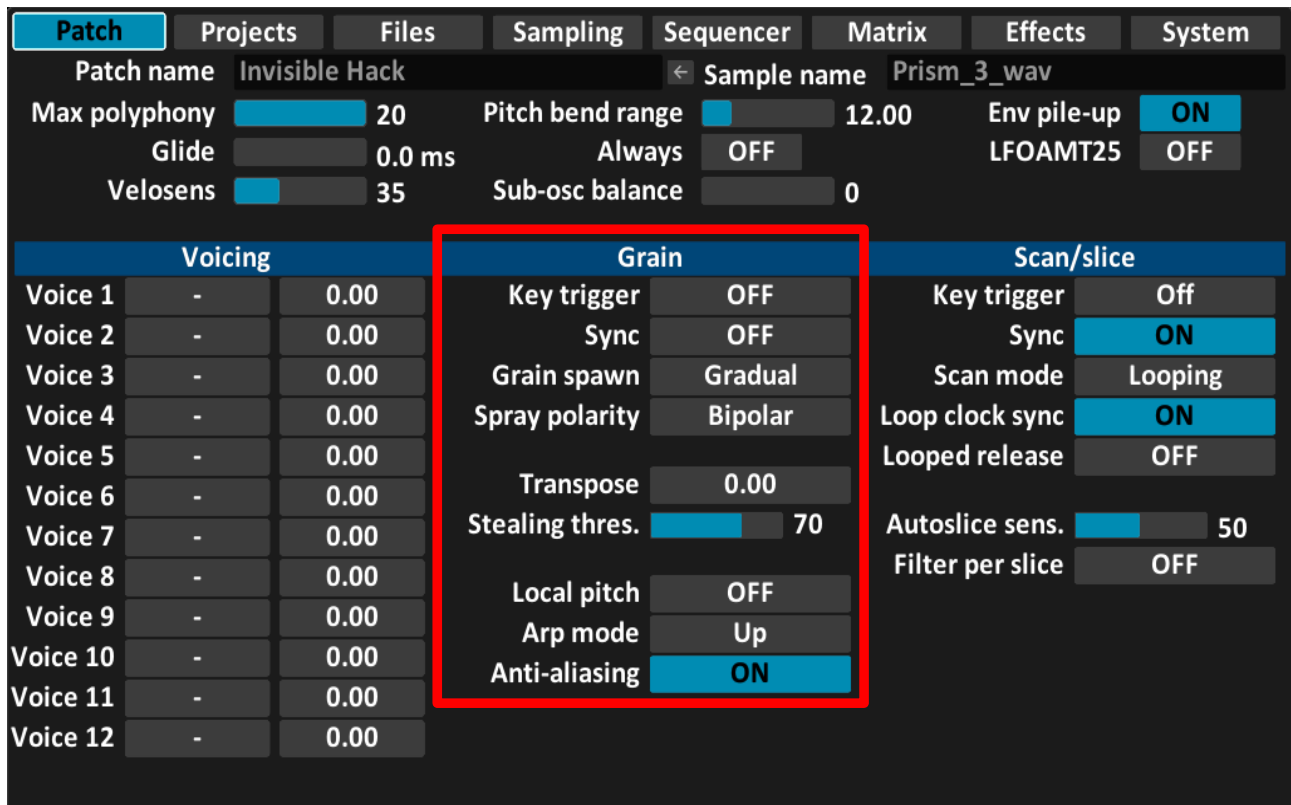 Patch Projects Files Sampling Sequencer Matrix Effects System
Patch name Invisible Hack ← Sample name Prism_3_wav
Max polyphony 20 Pitch bend range 12.00 Env pile-up ON
Glide 0.0 ms Always OFF LFOAMT25 OFF
Velosens 35 Sub-osc balance 0
Voicing
Voice 1 - 0.00
Voice 2 - 0.00
Voice 3 - 0.00
Voice 4 - 0.00
Voice 5 - 0.00
Voice 6 - 0.00
Voice 7 - 0.00
Voice 8 - 0.00
Voice 9 - 0.00
Voice 10 - 0.00
Voice 11 - 0.00
Voice 12 - 0.00
Grain
Key trigger OFF
Sync OFF
Grain spawn Gradual
Spray polarity Bipolar
Transpose 0.00
Stealing thres. 70
Local pitch OFF
Arp mode Up
Anti-aliasing ON
Scan/slice
Key trigger Off
Sync ON
Scan mode Looping
Loop clock sync ON
Looped release OFF
Autoslice sens. 50
Filter per slice OFF